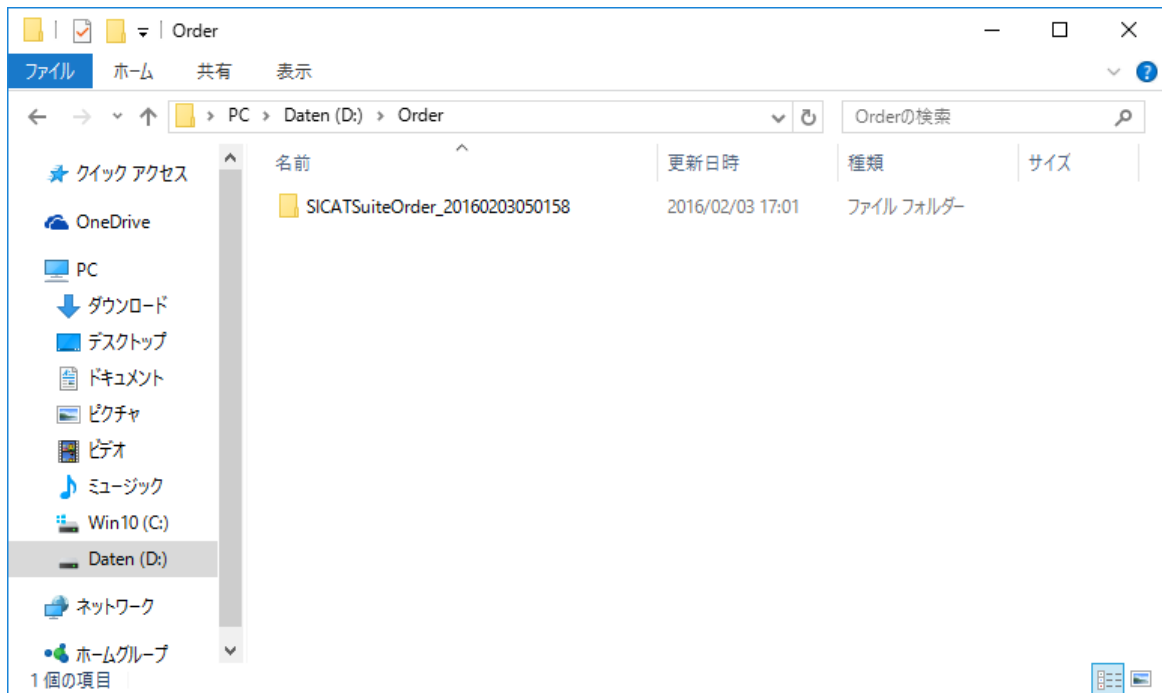 Order
ファイル ホーム 共有 表示
PC Daten (D:) Order Orderの検索
名前 更新日時 種類 サイズ
SICATSuiteOrder_20160203050158 2016/02/03 17:01 ファイル フォルダー
クイック アクセス
OneDrive
PC
ダウンロード
デスクトップ
ドキュメント
ピクチャ
ビデオ
ミュージック
Win10 (C:)
Daten (D:)
ネットワーク
ホームグループ
1 個の項目